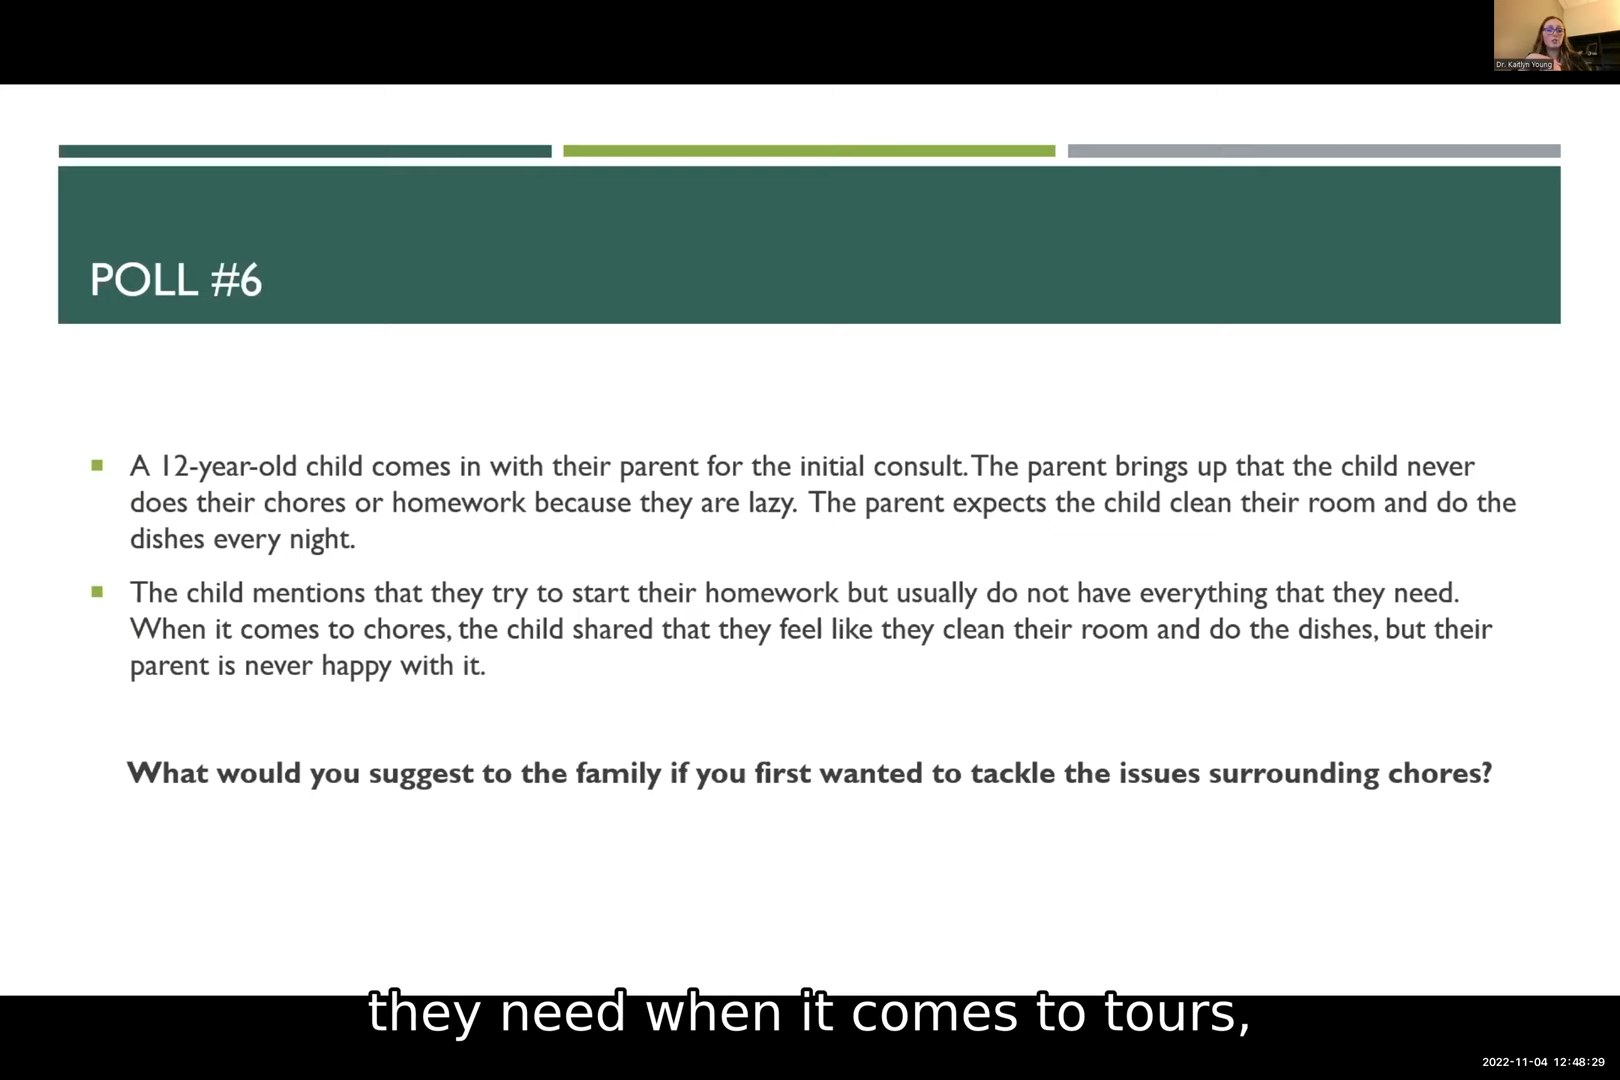 Dr. Kaitlyn Young
POLL #6
A 12-year-old child comes in with their parent for the initial consult. The parent brings up that the child never
does their chores or homework because they are lazy. The parent expects the child clean their room and do the
dishes every night.
The child mentions that they try to start their homework but usually do not have everything that they need.
When it comes to chores, the child shared that they feel like they clean their room and do the dishes, but their
parent is never happy with it.
What would you suggest to the family if you first wanted to tackle the issues surrounding chores?
they need when it comes to tours,
2022-11-04 12:48:29